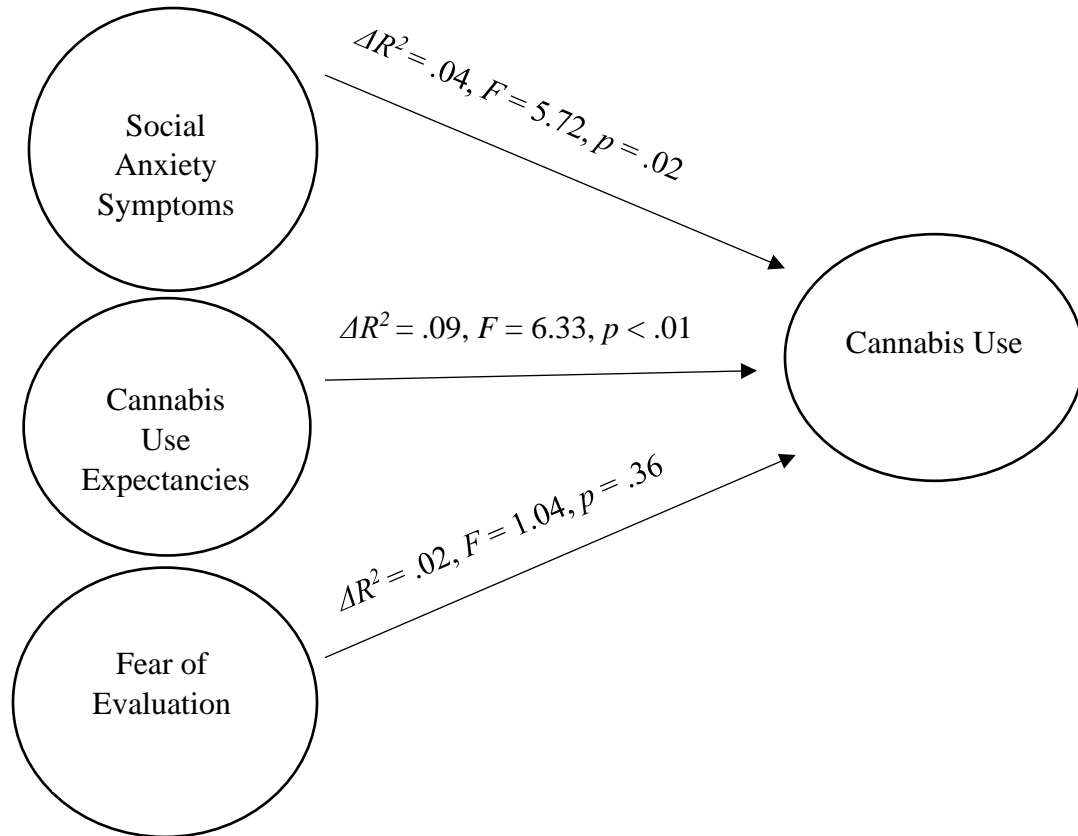 ΔR² = .04, F = 5.72, p = .02
Social
Anxiety
Symptoms
ΔR² = .09, F = 6.33, p < .01
Cannabis Use
Cannabis
Use
Expectancies
ΔR² = .02, F = 1.04, p = .36
Fear of
Evaluation